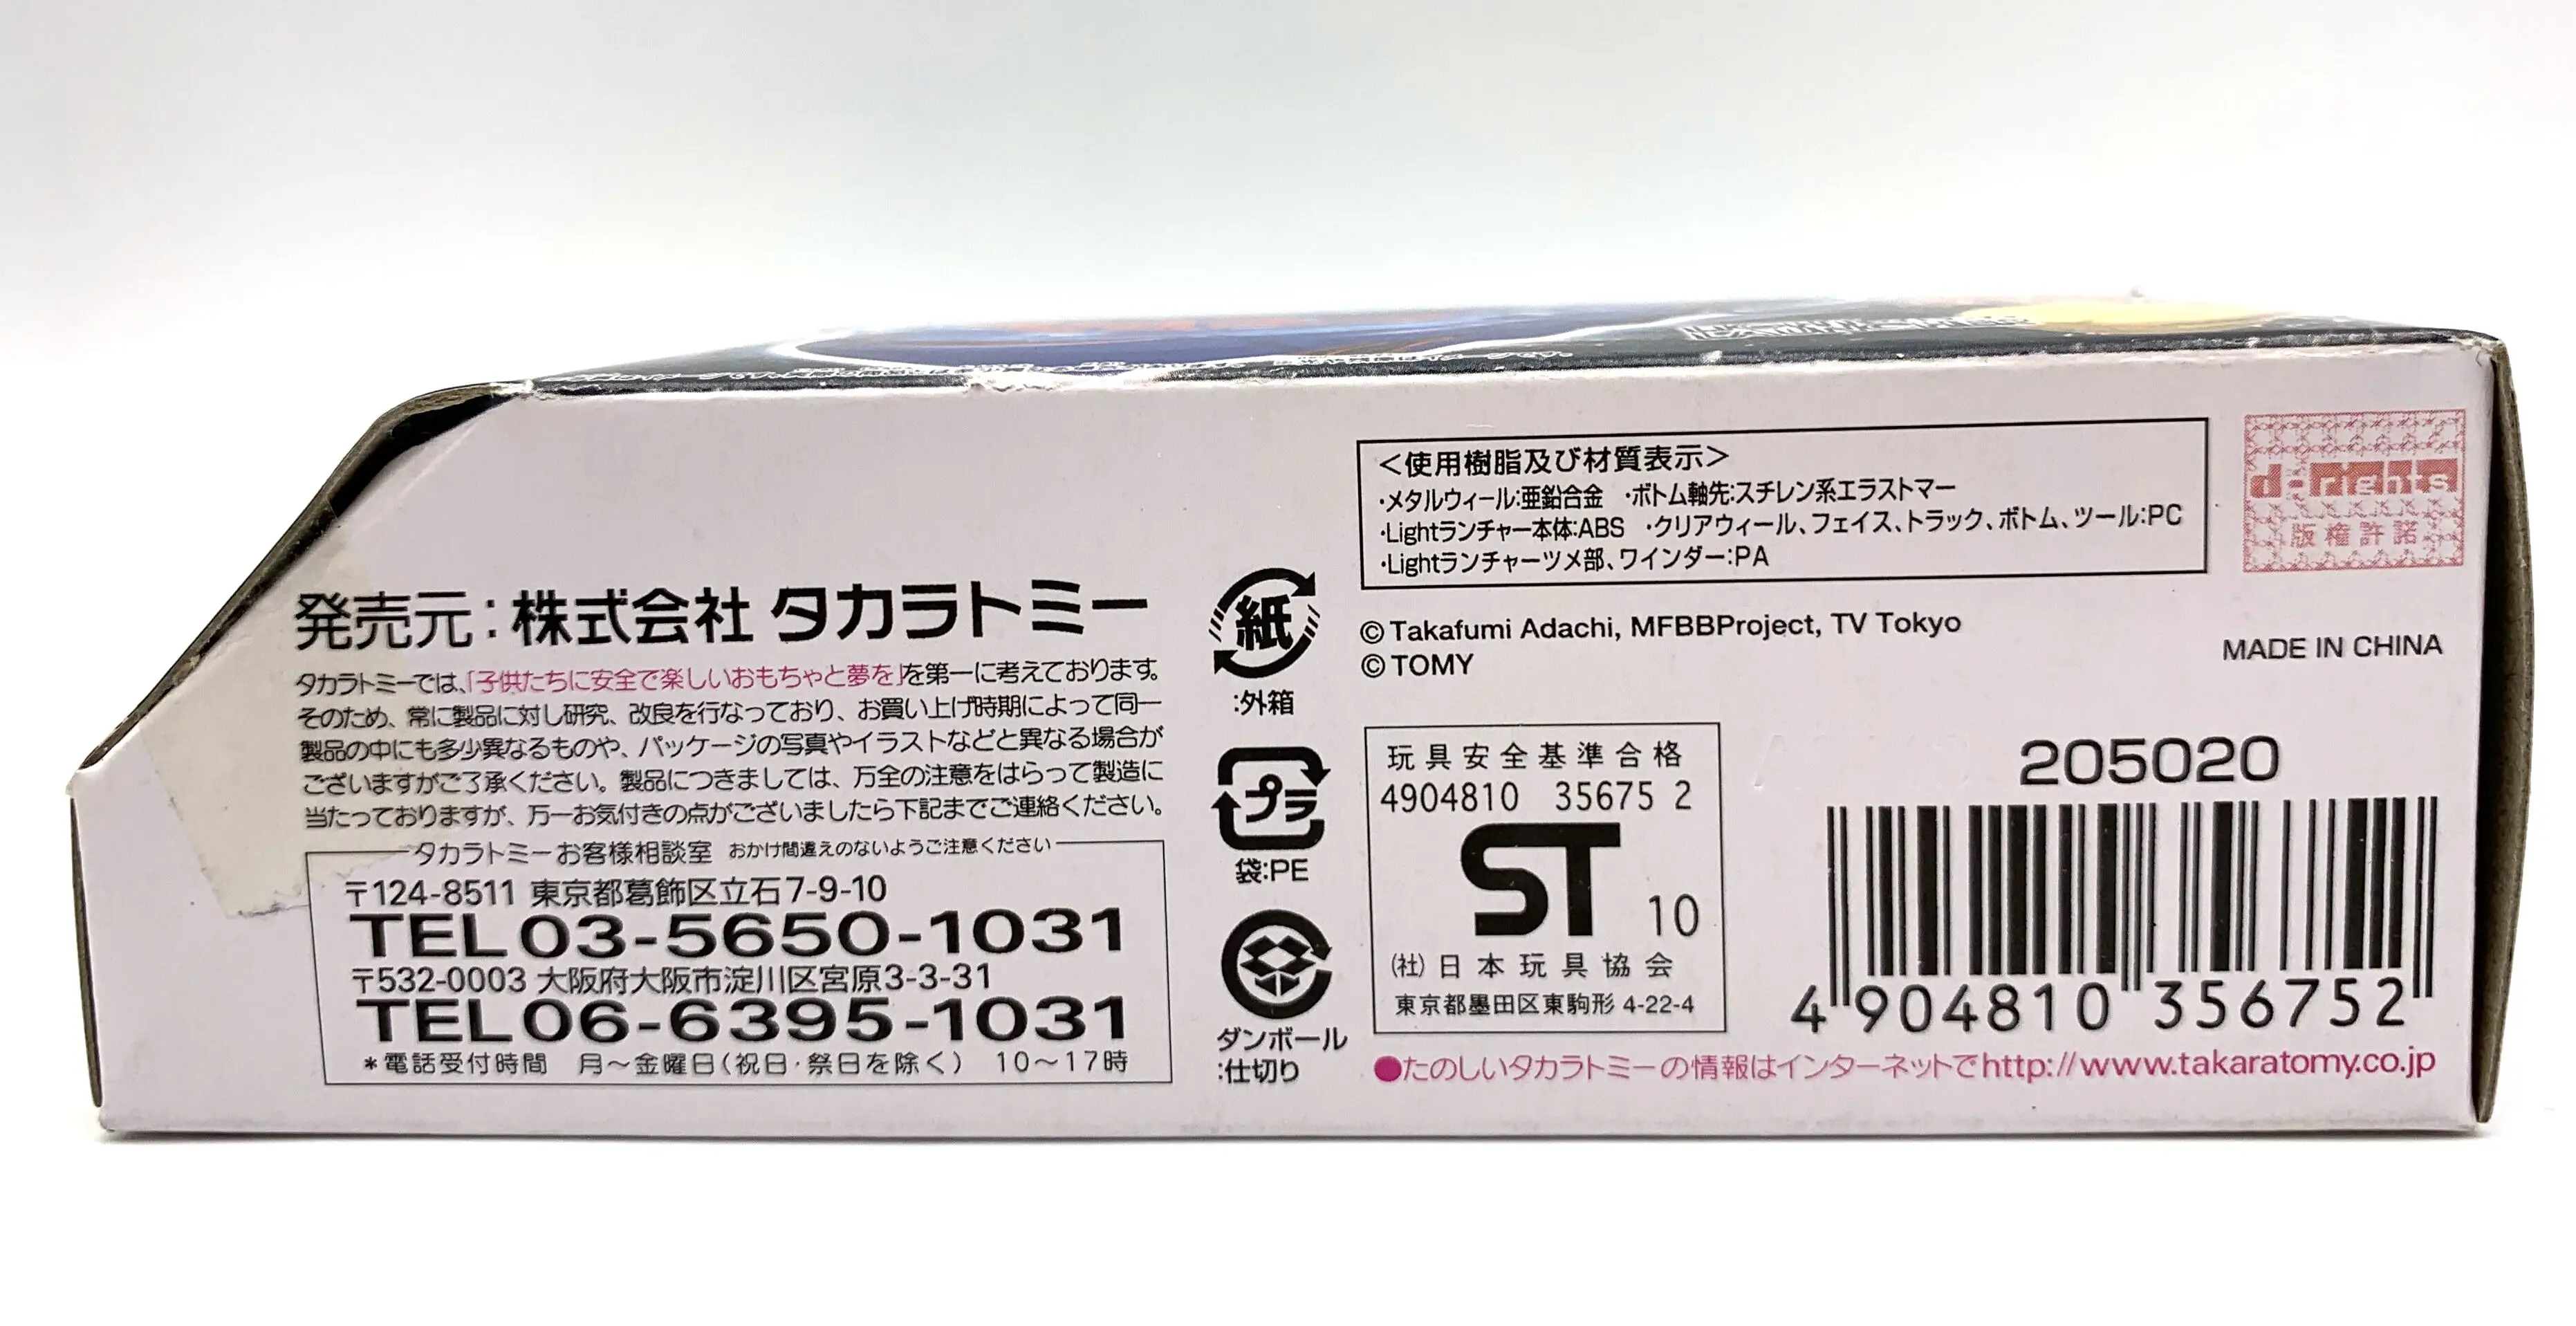 発売元：株式会社 タカラトミー
タカラトミーでは、「子供たちに安全で楽しいおもちゃと夢を」を第一に考えております。
そのため、常に製品に対し研究、改良を行なっており、お買い上げ時期によって同一
製品の中にも多少異なるものや、パッケージの写真やイラストなどと異なる場合が
ございますがご了承ください。製品につきましては、万全の注意をはらって製造に
当たっておりますが、万一お気付きの点がございましたら下記までご連絡ください。
タカラトミーお客様相談室 おかけ間違えのないようご注意ください
〒124-8511 東京都葛飾区立石7-9-10
TEL 03-5650-1031
〒532-0003 大阪府大阪市淀川区宮原3-3-31
TEL 06-6395-1031
＊電話受付時間 月～金曜日（祝日・祭日を除く） 10～17時
紙
:外箱
プラ
袋:PE
ダンボール
:仕切り
＜使用樹脂及び材質表示＞
・メタルウィール:亜鉛合金 ・ボトム軸先:スチレン系エラストマー
・Lightランチャー本体:ABS ・クリアウィール、フェイス、トラック、ボトム、ツール:PC
・Lightランチャーツメ部、ワインダー:PA
d-rights
版権許諾
© Takafumi Adachi, MFBBProject, TV Tokyo
© TOMY
MADE IN CHINA
玩具安全基準合格
4904810 35675 2
ST 10
(社)日本玩具協会
東京都墨田区東駒形 4-22-4
205020
4 904810 356752
●たのしいタカラトミーの情報はインターネットでhttp://www.takaratomy.co.jp